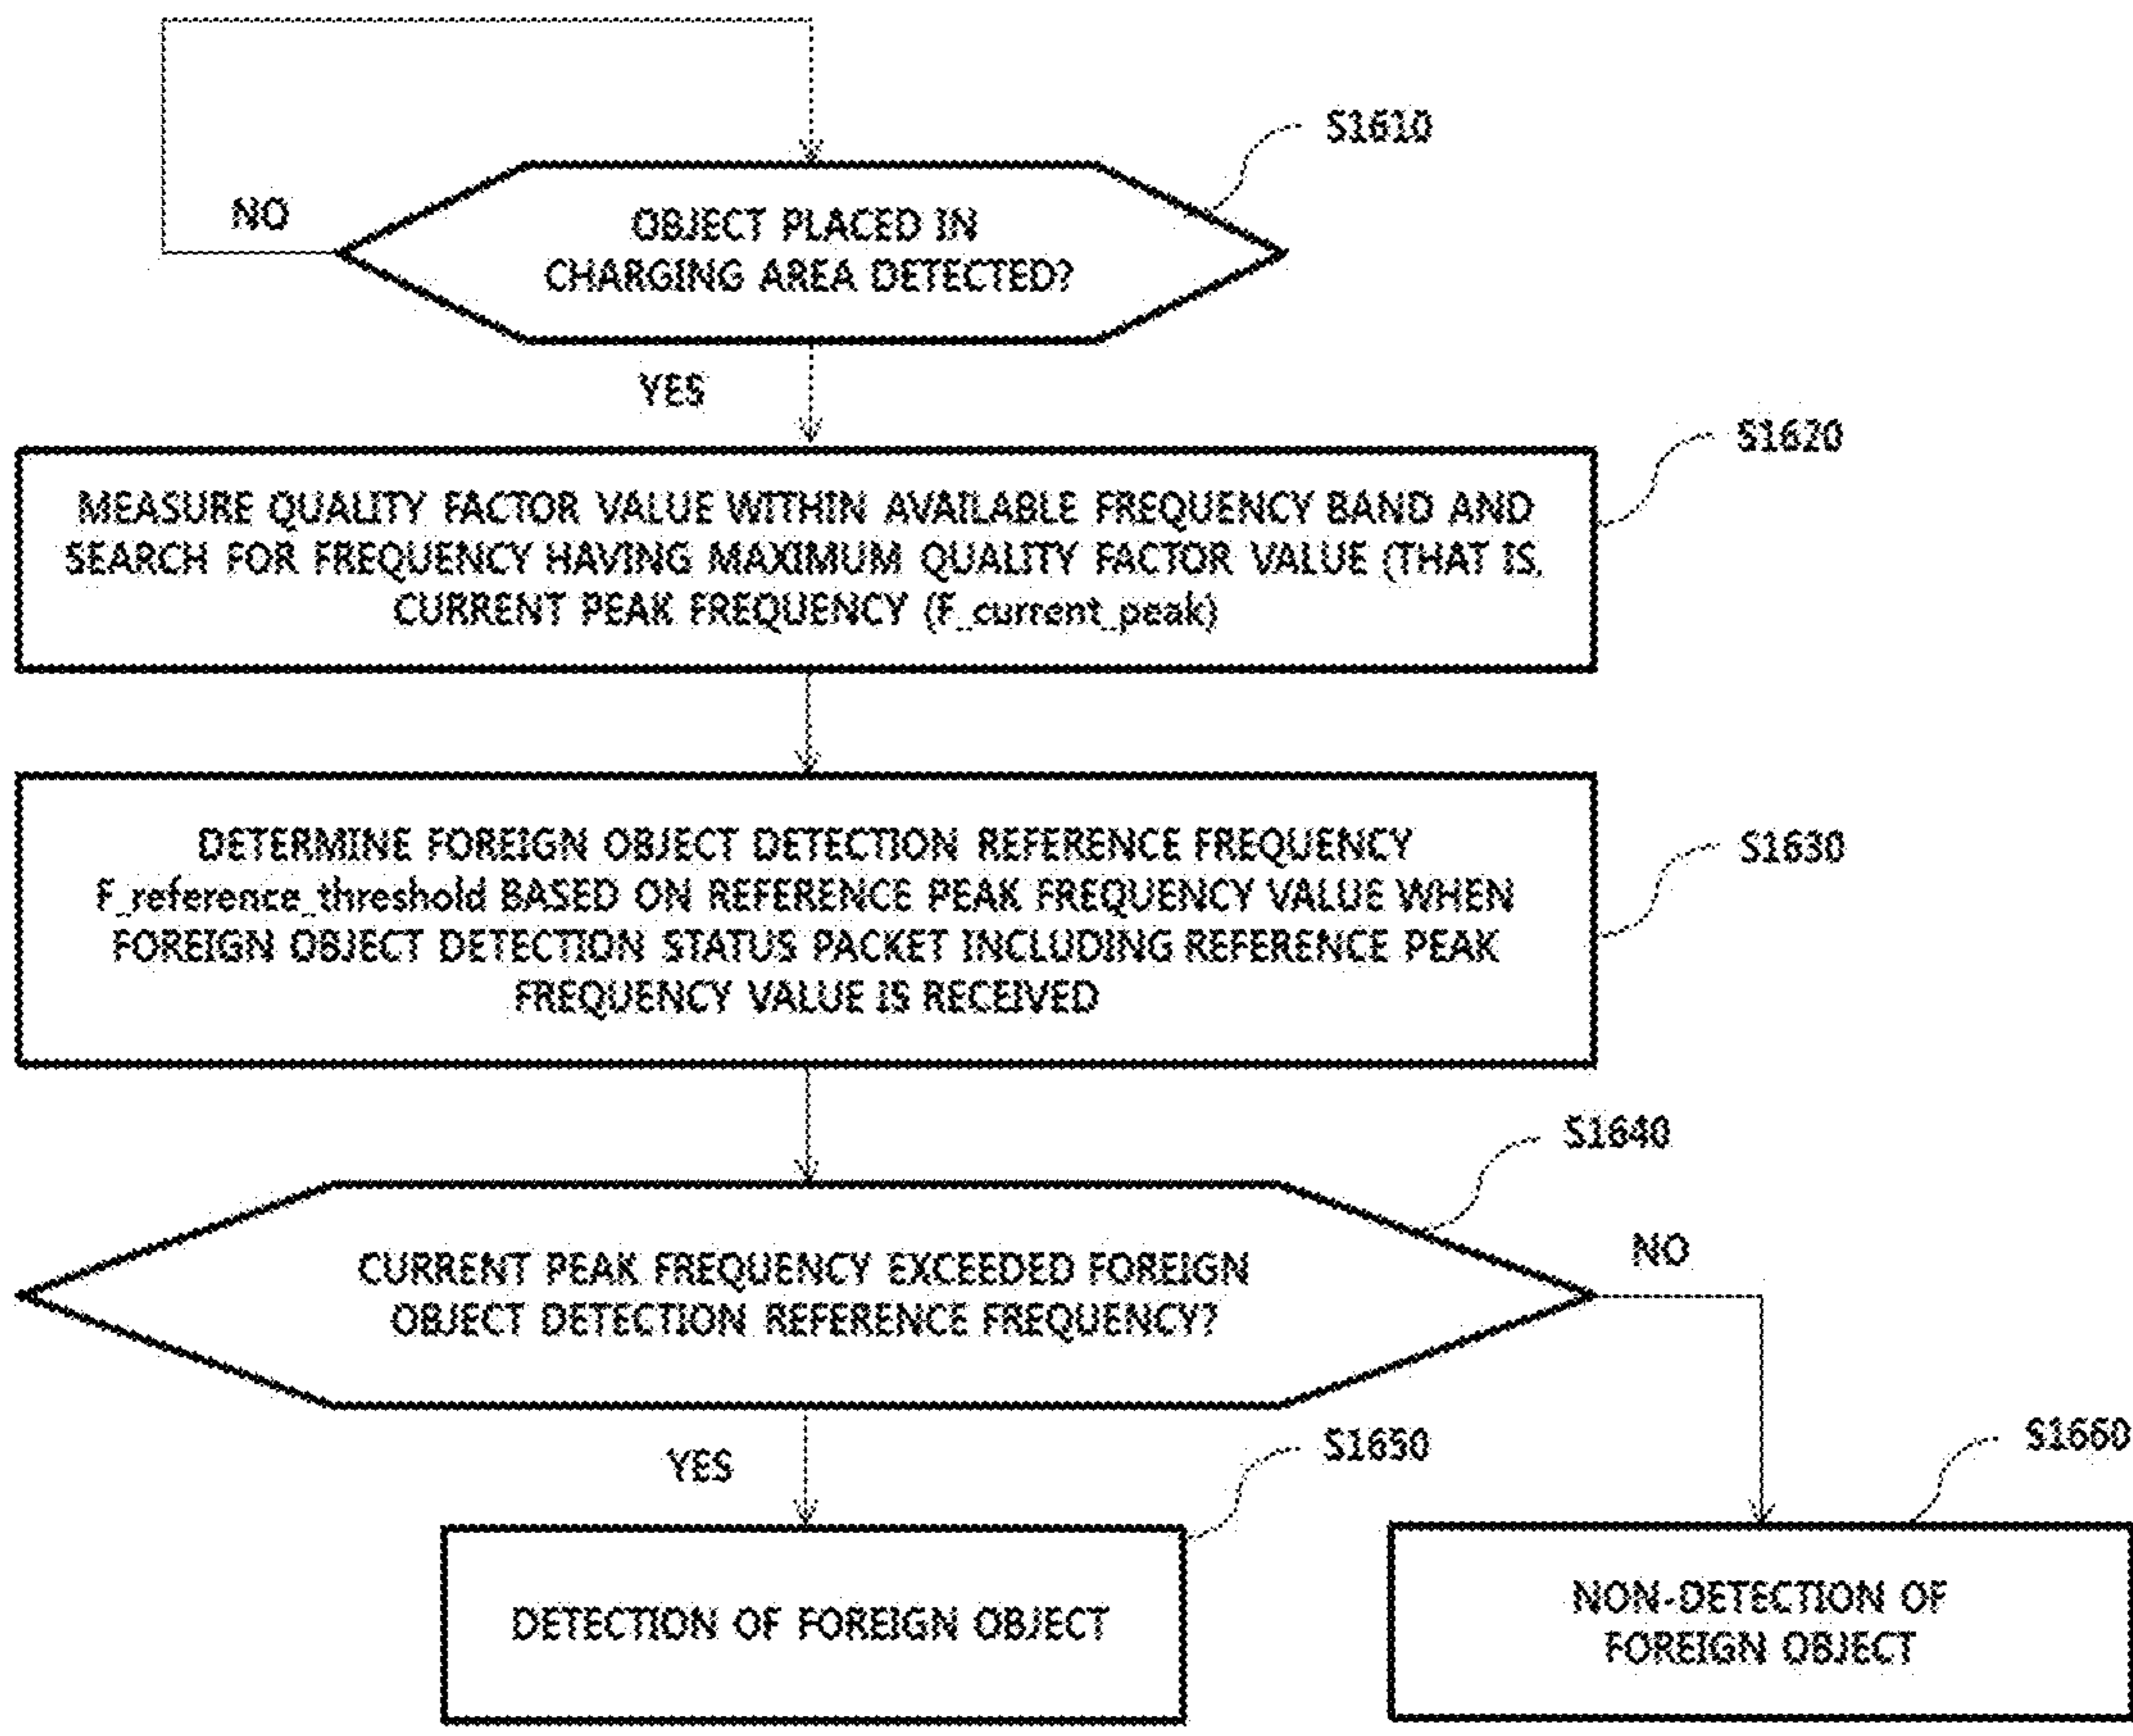 S1610
NO
OBJECT PLACED IN
CHARGING AREA DETECTED?
YES
S1620
MEASURE QUALITY FACTOR VALUE WITHIN AVAILABLE FREQUENCY BAND AND
SEARCH FOR FREQUENCY HAVING MAXIMUM QUALITY FACTOR VALUE (THAT IS,
CURRENT PEAK FREQUENCY (F_current_peak)
DETERMINE FOREIGN OBJECT DETECTION REFERENCE FREQUENCY
S1630
F_reference_threshold BASED ON REFERENCE PEAK FREQUENCY VALUE WHEN
FOREIGN OBJECT DETECTION STATUS PACKET INCLUDING REFERENCE PEAK
FREQUENCY VALUE IS RECEIVED
S1640
NO
CURRENT PEAK FREQUENCY EXCEEDED FOREIGN
OBJECT DETECTION REFERENCE FREQUENCY?
YES
S1650
S1660
DETECTION OF FOREIGN OBJECT
NON-DETECTION OF
FOREIGN OBJECT